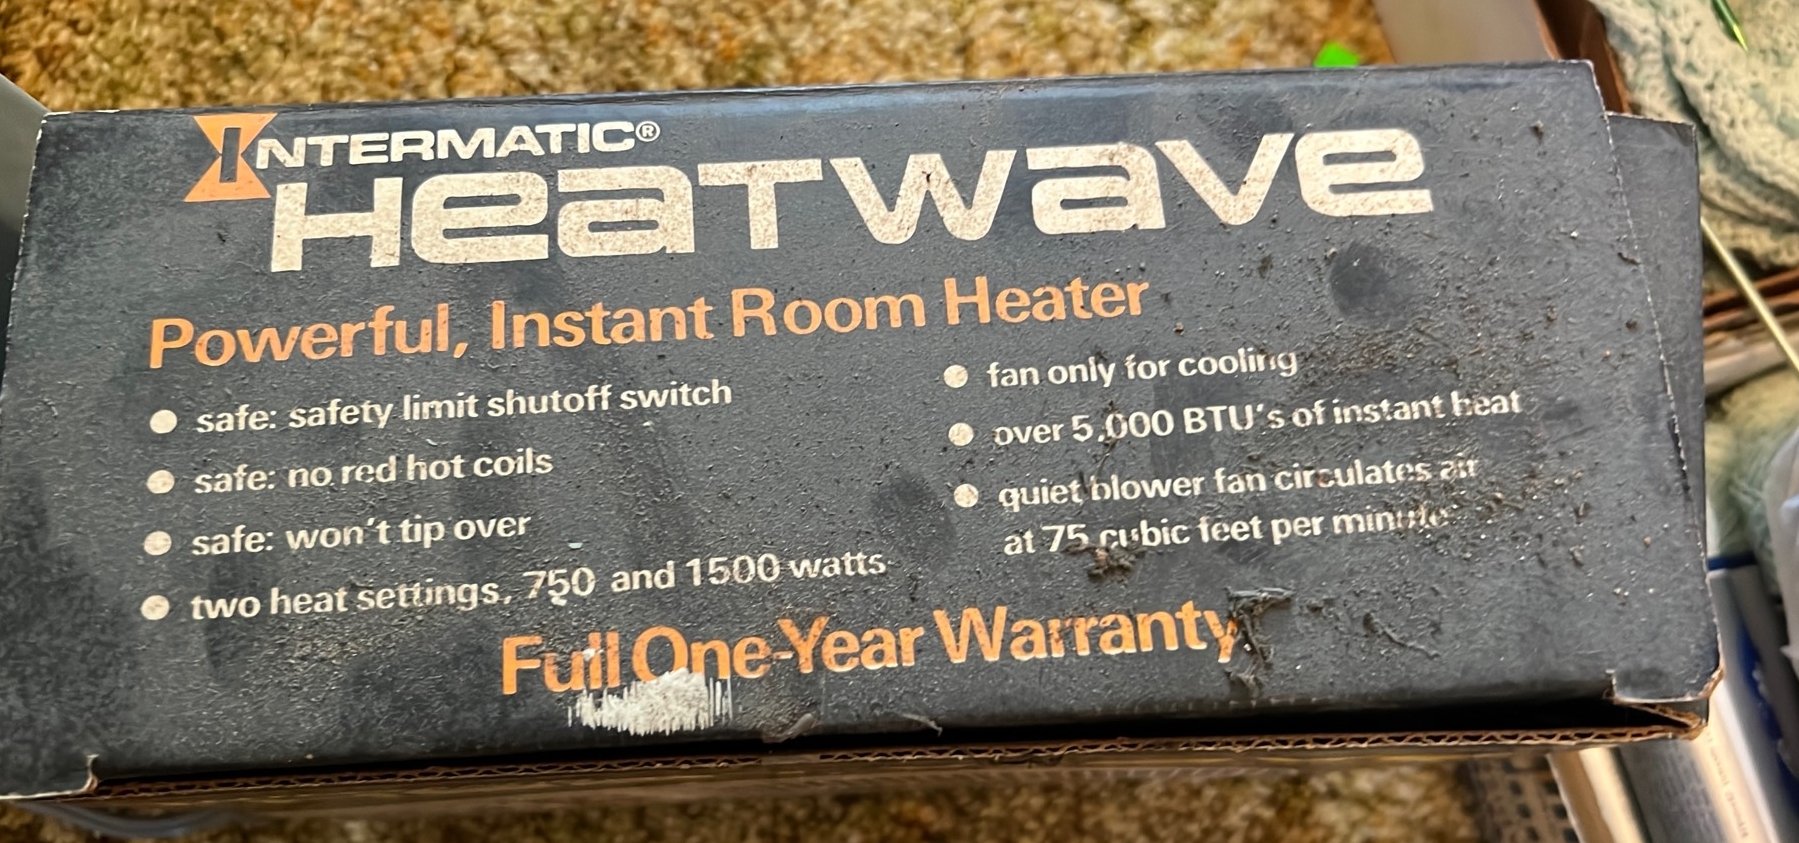 INTERMATIC®
Heatwave
Powerful, Instant Room Heater
● safe: safety limit shutoff switch
● safe: no red hot coils
● safe: won't tip over
● two heat settings, 750 and 1500 watts
● fan only for cooling
● over 5,000 BTU's of instant heat
● quiet blower fan circulates air
at 75 cubic feet per minute
Full One-Year Warranty